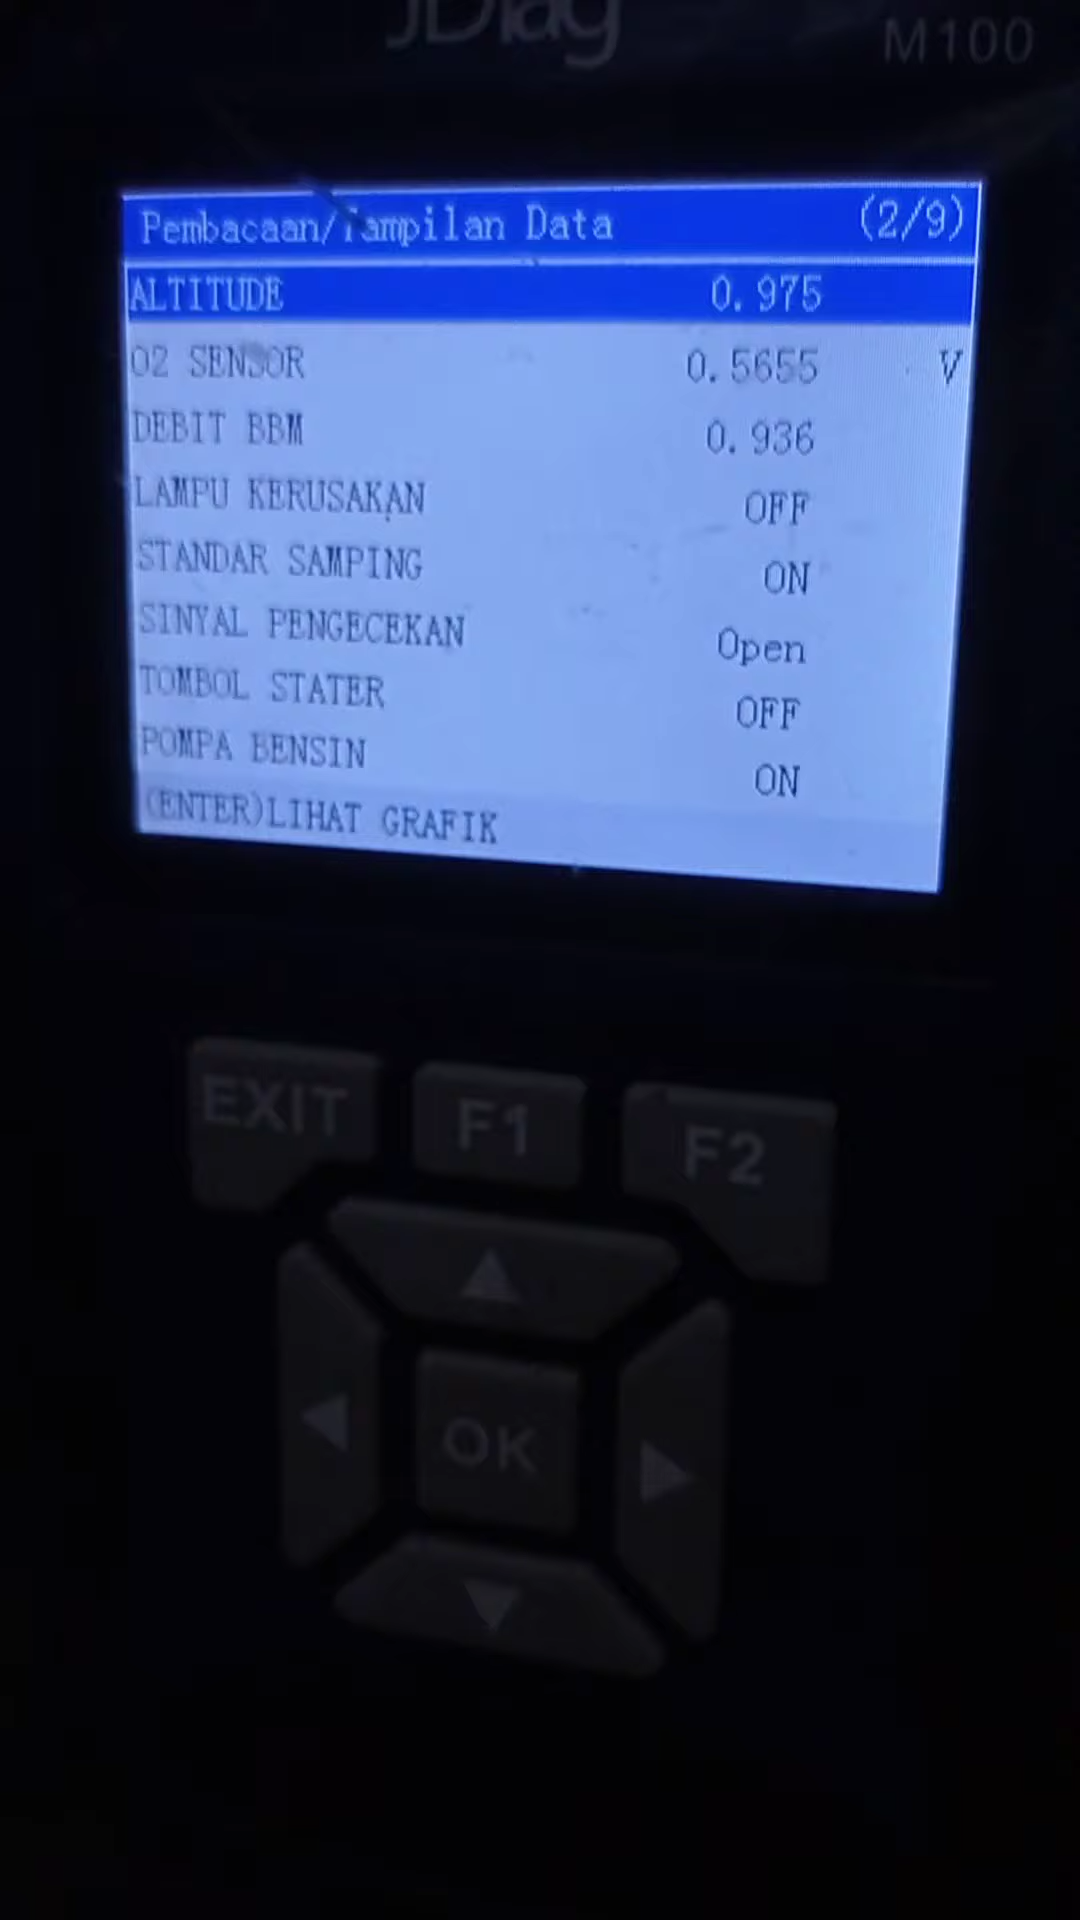 JDiag
M100
Pembacaan/Tampilan Data (2/9)
ALTITUDE 0.975
O2 SENSOR 0.5655 V
DEBIT BBM 0.936
LAMPU KERUSAKAN OFF
STANDAR SAMPING ON
SINYAL PENGECEKAN Open
TOMBOL STATER OFF
POMPA BENSIN ON
(ENTER)LIHAT GRAFIK
EXIT F1 F2
OK